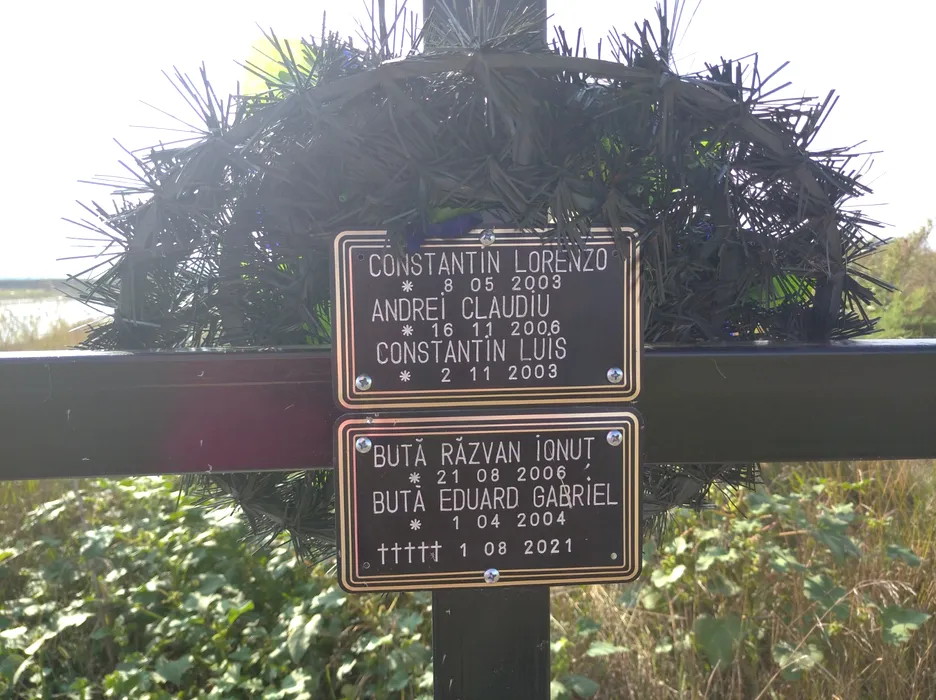 CONSTANTIN LORENZO
* 8 05 2003
ANDREI CLAUDIU
* 16 11 2006
CONSTANTIN LUIS
* 2 11 2003
BUTĂ RĂZVAN IONUT
* 21 08 2006
BUTĂ EDUARD GABRIEL
* 1 04 2004
††††† 1 08 2021